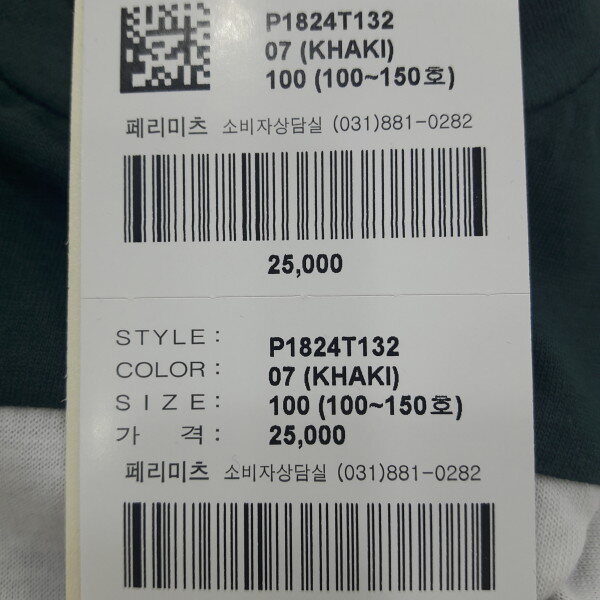 P1824T132
07 (KHAKI)
100 (100~150호)
페리미츠 소비자상담실 (031)881-0282
25,000
STYLE: P1824T132
COLOR: 07 (KHAKI)
SIZE: 100 (100~150호)
가 격: 25,000
페리미츠 소비자상담실 (031)881-0282